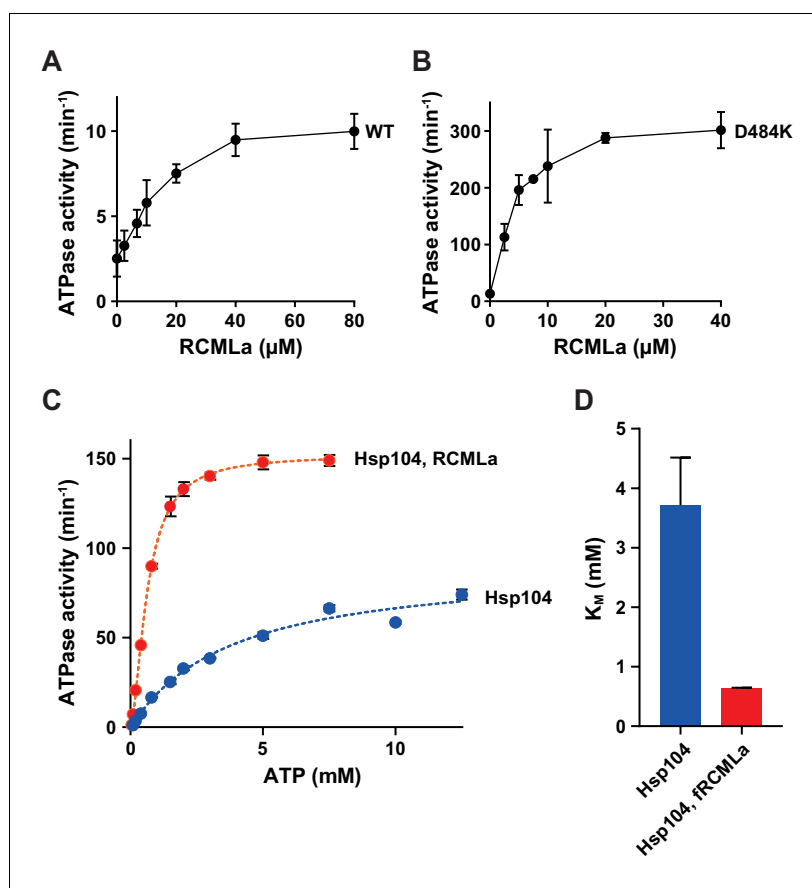 A
ATPase activity (min⁻¹)
10
5
0
0 20 40 60 80
RCMLa (µM)
WT
B
ATPase activity (min⁻¹)
300
200
100
0
0 10 20 30 40
RCMLa (µM)
D484K
C
ATPase activity (min⁻¹)
150
100
50
0
0 5 10
ATP (mM)
Hsp104, RCMLa
Hsp104
D
K_M (mM)
5
4
3
2
1
0
Hsp104
Hsp104, fRCMLa